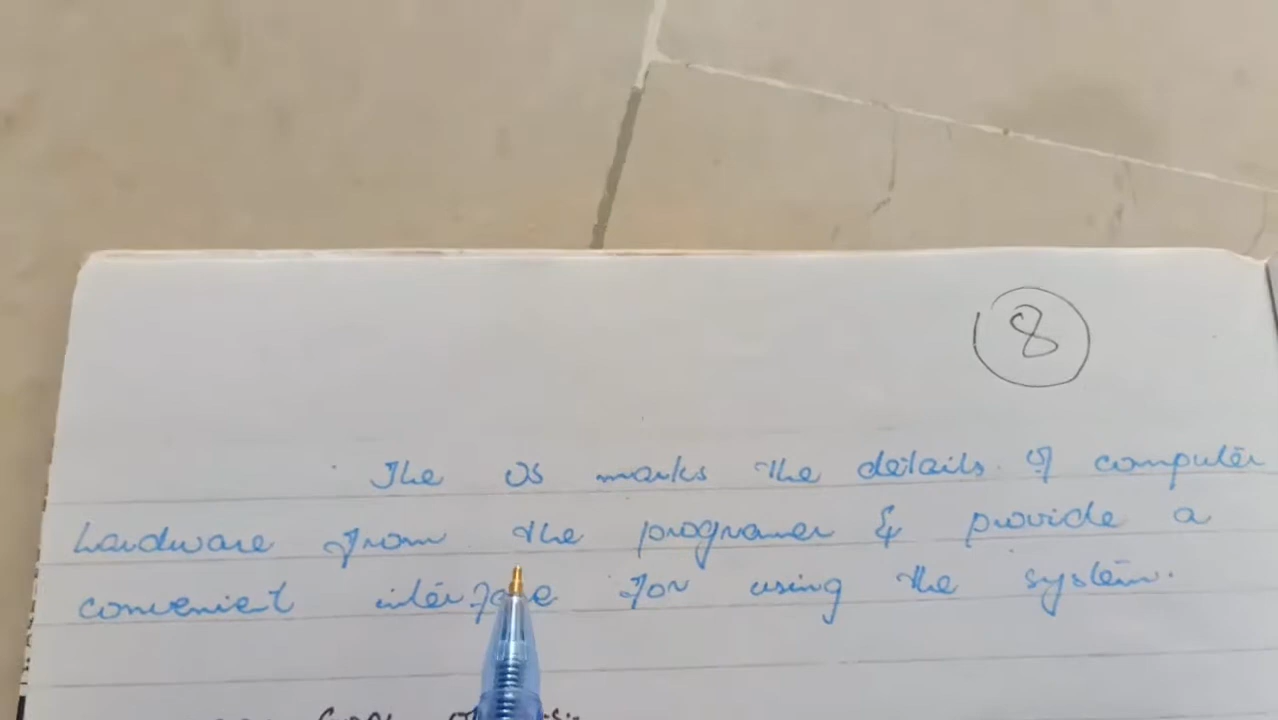 8
The OS marks the details of computer
hardware from the programer & provide a
convenient interface for using the system.